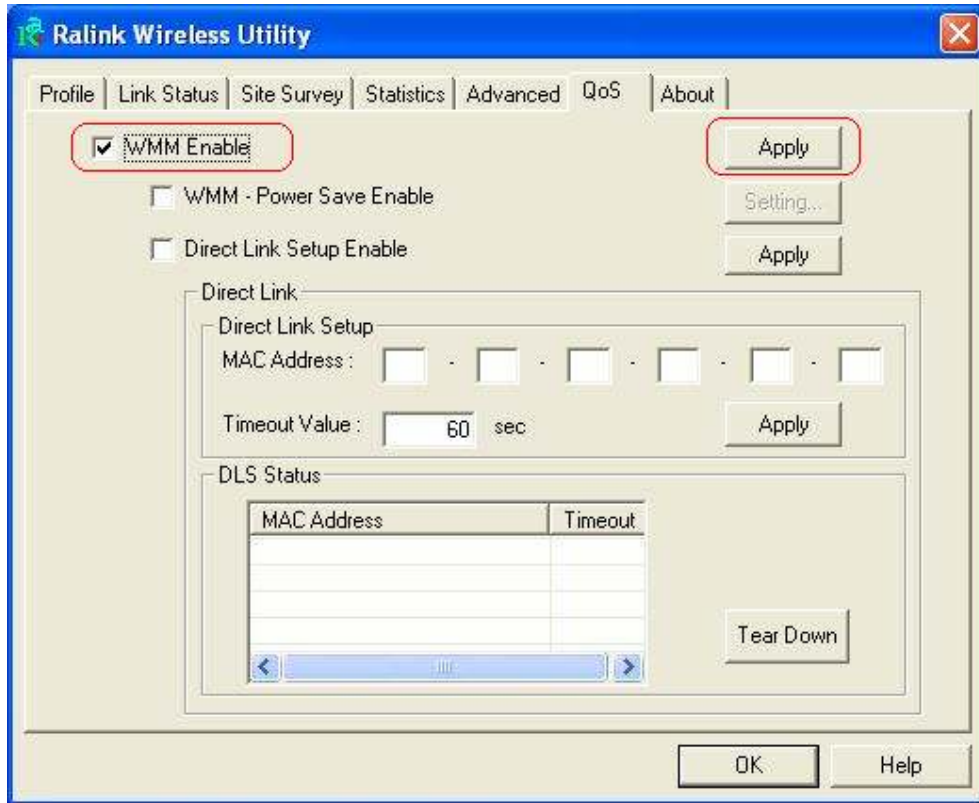 Ralink Wireless Utility
Profile Link Status Site Survey Statistics Advanced QoS About
WMM Enable Apply
WMM - Power Save Enable Setting...
Direct Link Setup Enable Apply
Direct Link
Direct Link Setup
MAC Address : - - - - -
Timeout Value : 60 sec Apply
DLS Status
MAC Address Timeout
Tear Down
OK Help